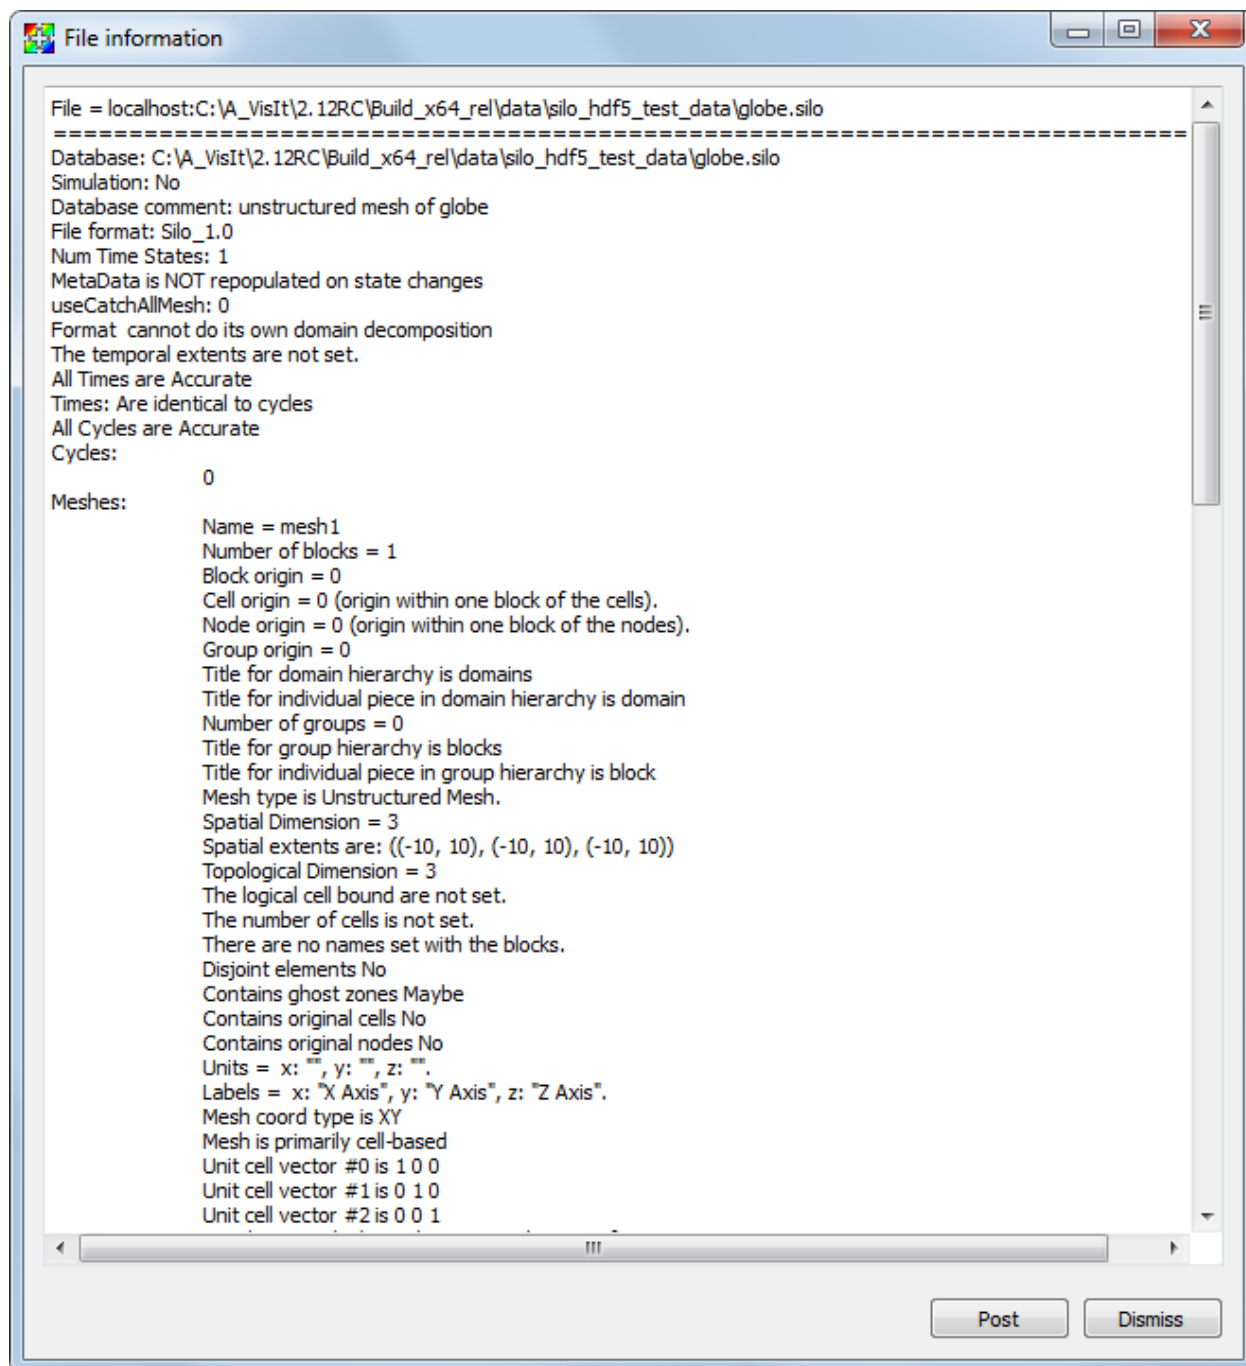 File information
File = localhost:C:\A_VisIt\2.12RC\Build_x64_rel\data\silo_hdf5_test_data\globe.silo
===========================================================================
Database: C:\A_VisIt\2.12RC\Build_x64_rel\data\silo_hdf5_test_data\globe.silo
Simulation: No
Database comment: unstructured mesh of globe
File format: Silo_1.0
Num Time States: 1
MetaData is NOT repopulated on state changes
useCatchAllMesh: 0
Format  cannot do its own domain decomposition
The temporal extents are not set.
All Times are Accurate
Times: Are identical to cycles
All Cycles are Accurate
Cycles:
0
Meshes:
Name = mesh1
Number of blocks = 1
Block origin = 0
Cell origin = 0 (origin within one block of the cells).
Node origin = 0 (origin within one block of the nodes).
Group origin = 0
Title for domain hierarchy is domains
Title for individual piece in domain hierarchy is domain
Number of groups = 0
Title for group hierarchy is blocks
Title for individual piece in group hierarchy is block
Mesh type is Unstructured Mesh.
Spatial Dimension = 3
Spatial extents are: ((-10, 10), (-10, 10), (-10, 10))
Topological Dimension = 3
The logical cell bound are not set.
The number of cells is not set.
There are no names set with the blocks.
Disjoint elements No
Contains ghost zones Maybe
Contains original cells No
Contains original nodes No
Units =  x: "", y: "", z: "".
Labels =  x: "X Axis", y: "Y Axis", z: "Z Axis".
Mesh coord type is XY
Mesh is primarily cell-based
Unit cell vector #0 is 1 0 0
Unit cell vector #1 is 0 1 0
Unit cell vector #2 is 0 0 1
Post
Dismiss